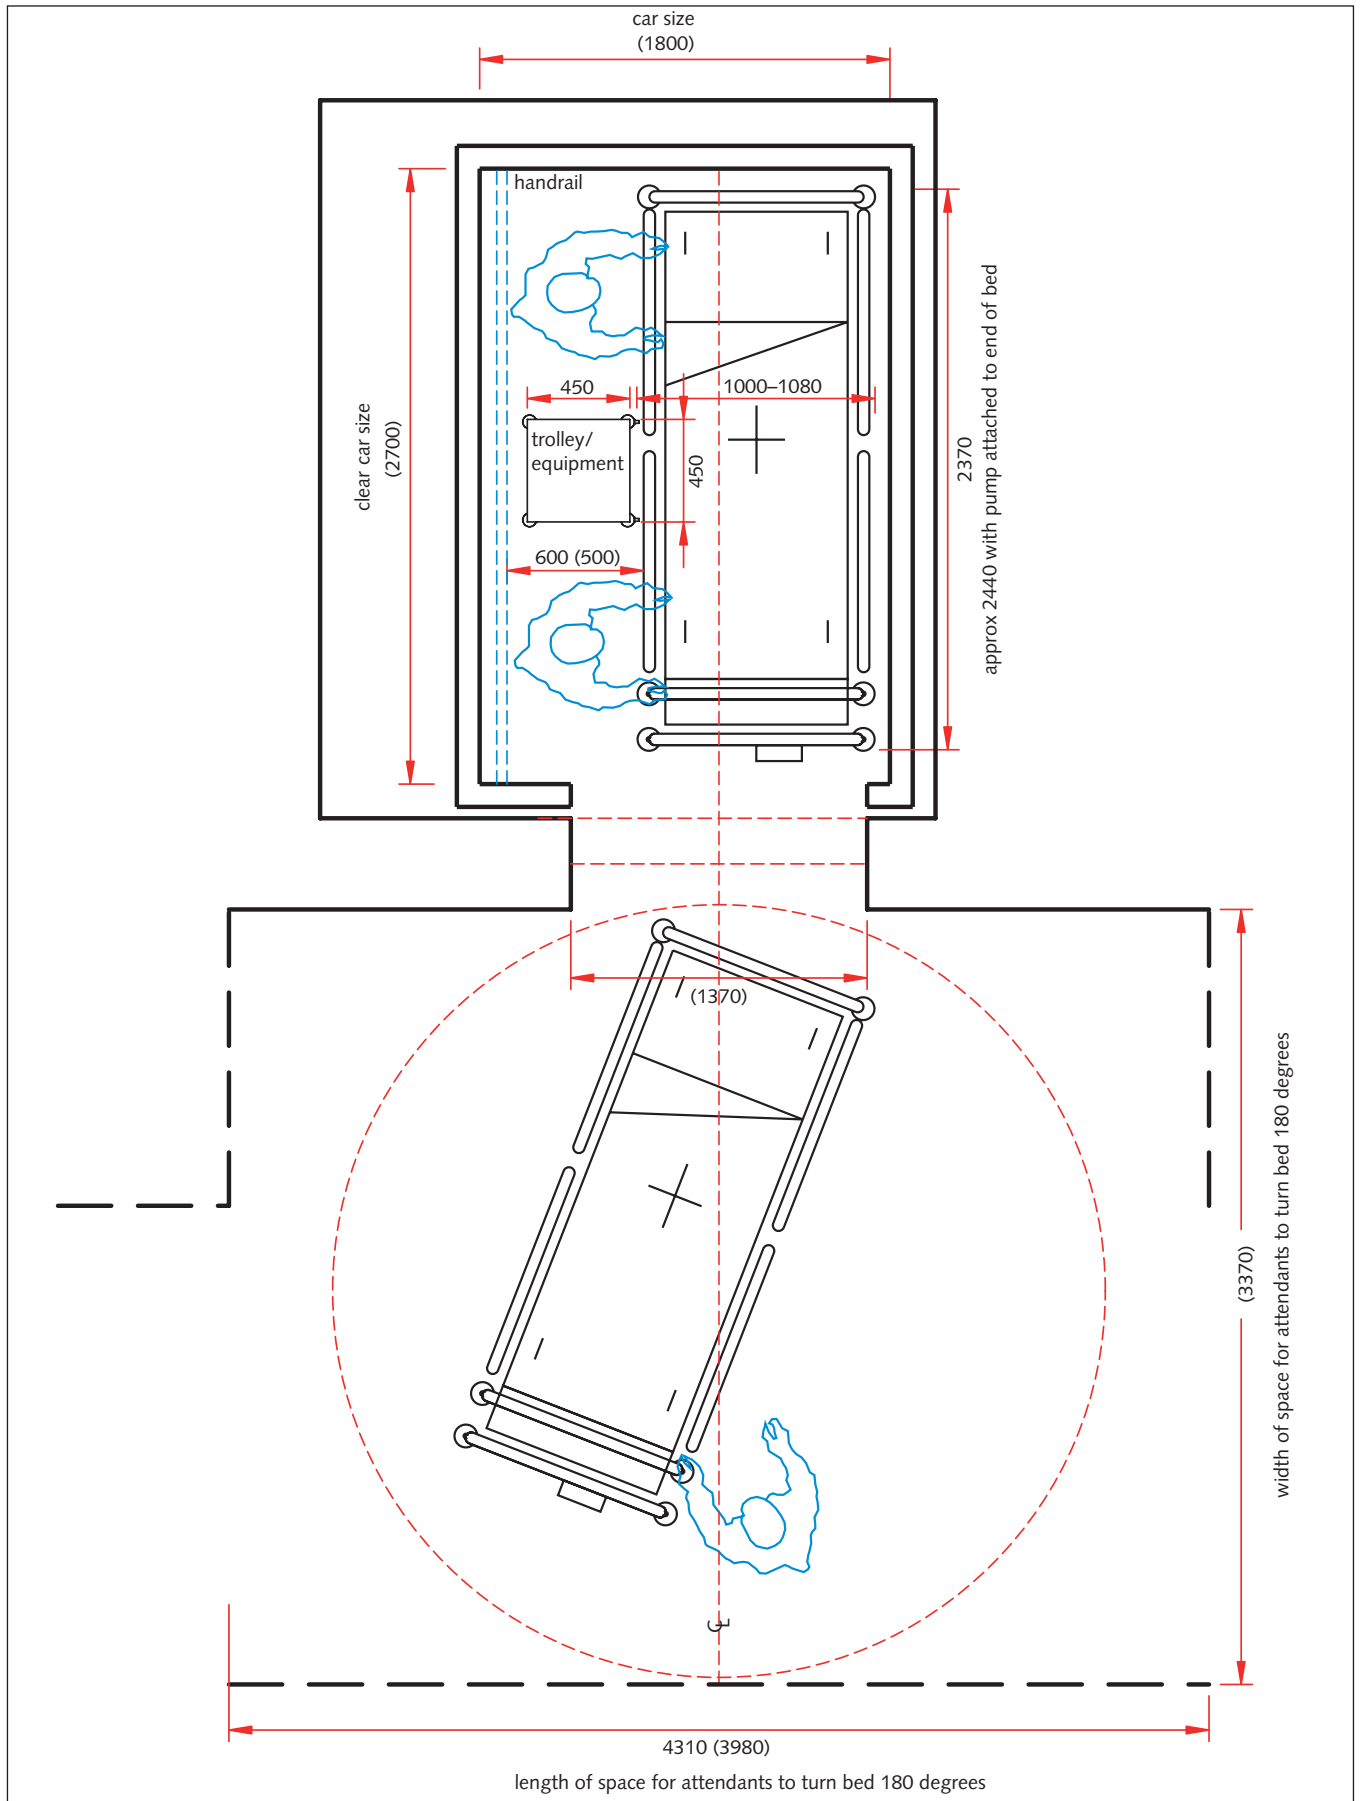 car size
(1800)
handrail
clear car size
(2700)
450
1000–1080
trolley/
equipment
450
600 (500)
2370
approx 2440 with pump attached to end of bed
(1370)
(3370)
width of space for attendants to turn bed 180 degrees
CL
4310 (3980)
length of space for attendants to turn bed 180 degrees